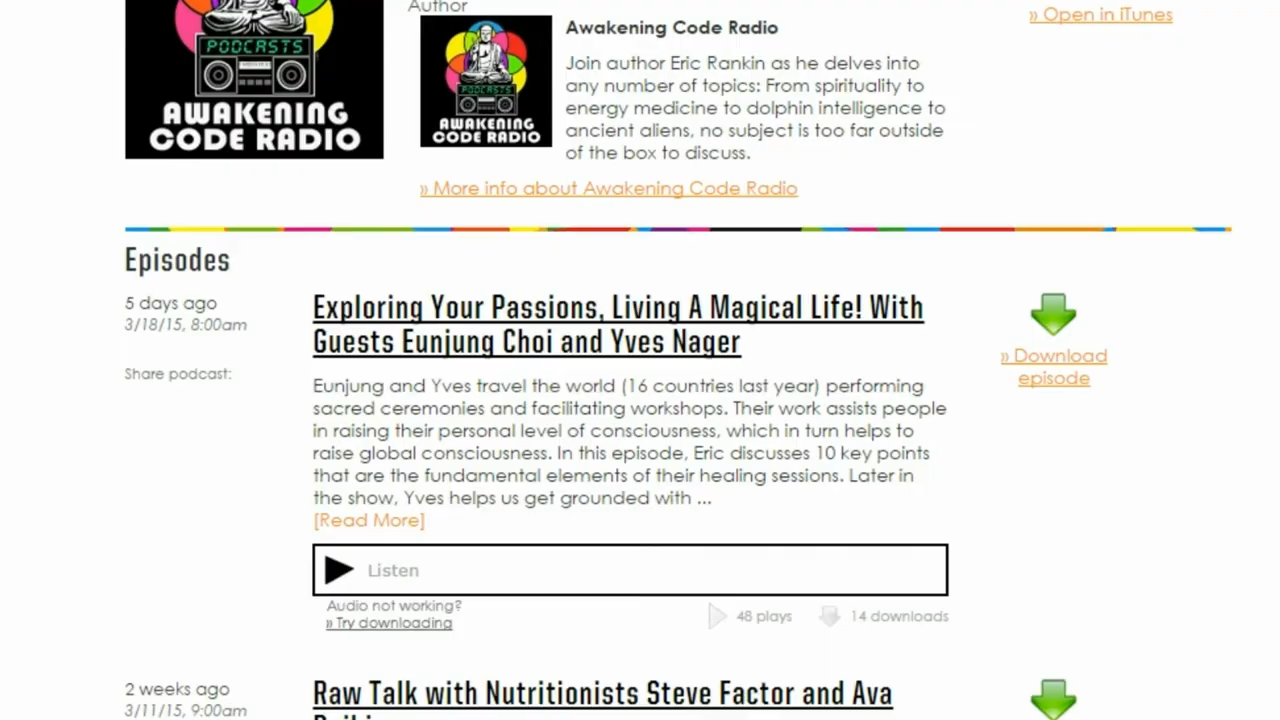 Author
» Open in iTunes
PODCASTS
AWAKENING
CODE RADIO
PODCASTS
AWAKENING
CODE RADIO
Awakening Code Radio
Join author Eric Rankin as he delves into
any number of topics: From spirituality to
energy medicine to dolphin intelligence to
ancient aliens, no subject is too far outside
of the box to discuss.
» More info about Awakening Code Radio
Episodes
5 days ago
3/18/15, 8:00am
Share podcast:
Exploring Your Passions, Living A Magical Life! With
Guests Eunjung Choi and Yves Nager
Eunjung and Yves travel the world (16 countries last year) performing
sacred ceremonies and facilitating workshops. Their work assists people
in raising their personal level of consciousness, which in turn helps to
raise global consciousness. In this episode, Eric discusses 10 key points
that are the fundamental elements of their healing sessions. Later in
the show, Yves helps us get grounded with ...
[Read More]
» Download
episode
Listen
Audio not working?
» Try downloading
48 plays
14 downloads
2 weeks ago
3/11/15, 9:00am
Raw Talk with Nutritionists Steve Factor and Ava